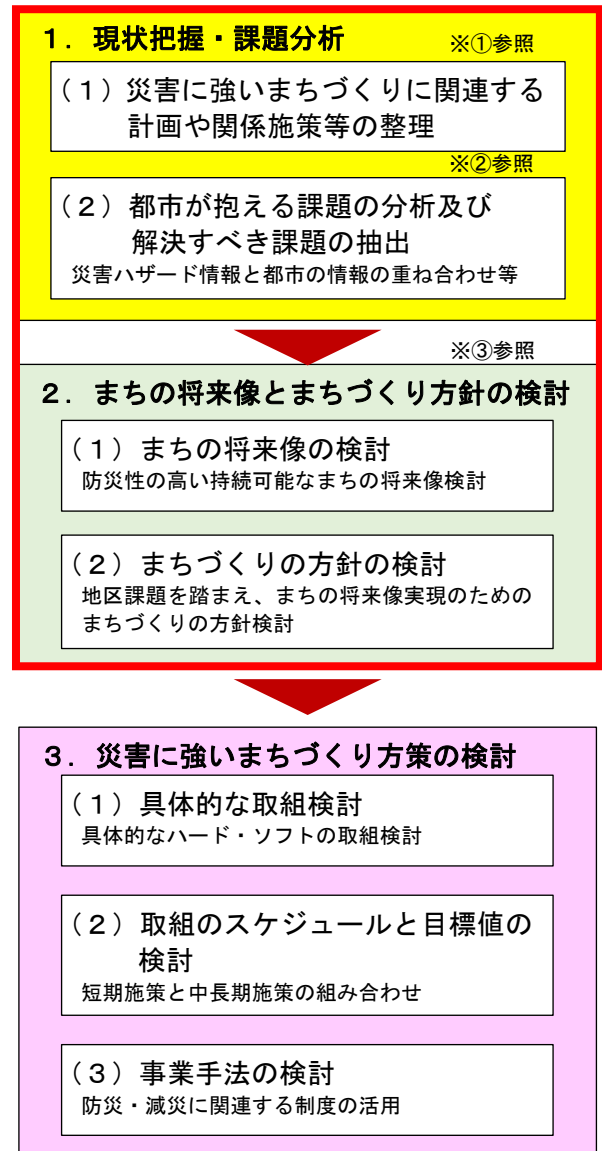 １．現状把握・課題分析
※①参照
（１）災害に強いまちづくりに関連する
計画や関係施策等の整理
※②参照
（２）都市が抱える課題の分析及び
解決すべき課題の抽出
災害ハザード情報と都市の情報の重ね合わせ等
※③参照
２．まちの将来像とまちづくり方針の検討
（１）まちの将来像の検討
防災性の高い持続可能なまちの将来像検討
（２）まちづくりの方針の検討
地区課題を踏まえ、まちの将来像実現のための
まちづくりの方針検討
３．災害に強いまちづくり方策の検討
（１）具体的な取組検討
具体的なハード・ソフトの取組検討
（２）取組のスケジュールと目標値の
検討
短期施策と中長期施策の組み合わせ
（３）事業手法の検討
防災・減災に関連する制度の活用